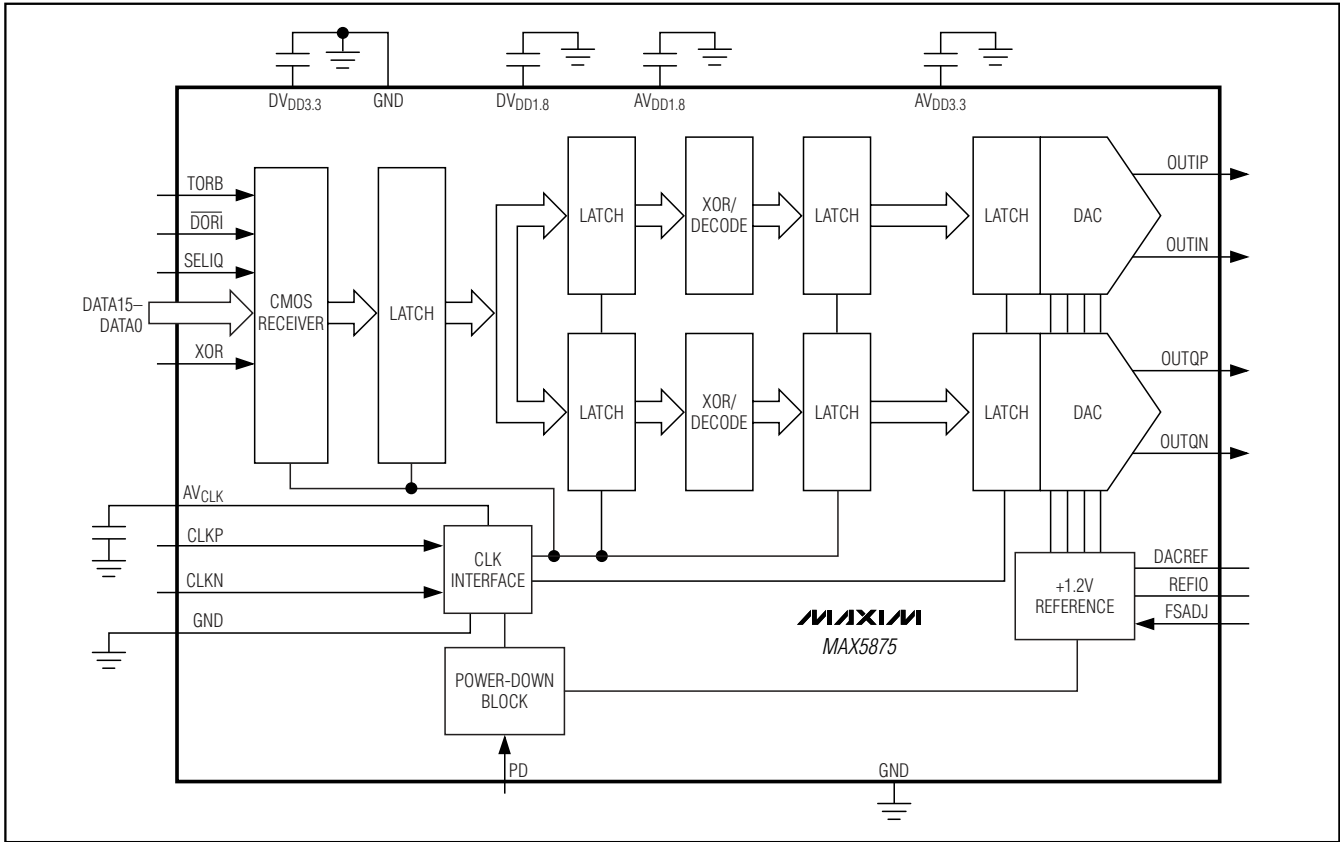 DVDD3.3
GND
DVDD1.8
AVDD1.8
AVDD3.3
TORB
DORI
SELIQ
DATA15–
DATA0
XOR
CMOS
RECEIVER
LATCH
LATCH
XOR/
DECODE
LATCH
LATCH
DAC
OUTIP
OUTIN
LATCH
XOR/
DECODE
LATCH
LATCH
DAC
OUTQP
OUTQN
AVCLK
CLKP
CLKN
GND
CLK
INTERFACE
+1.2V
REFERENCE
DACREF
REFIO
FSADJ
MAXIM
MAX5875
POWER-DOWN
BLOCK
PD
GND